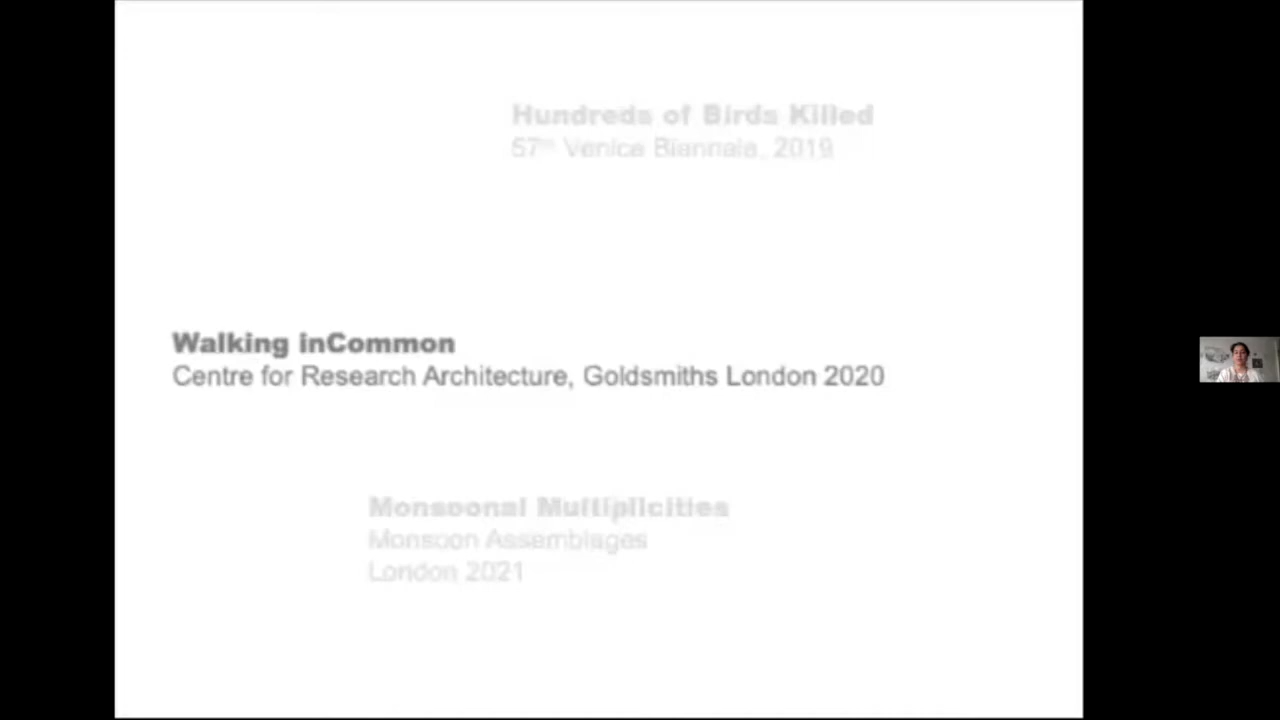 Hundreds of Birds Killed
57th Venice Biennale, 2019
Walking inCommon
Centre for Research Architecture, Goldsmiths London 2020
Monsoonal Multiplicities
Monsoon Assemblages
London 2021